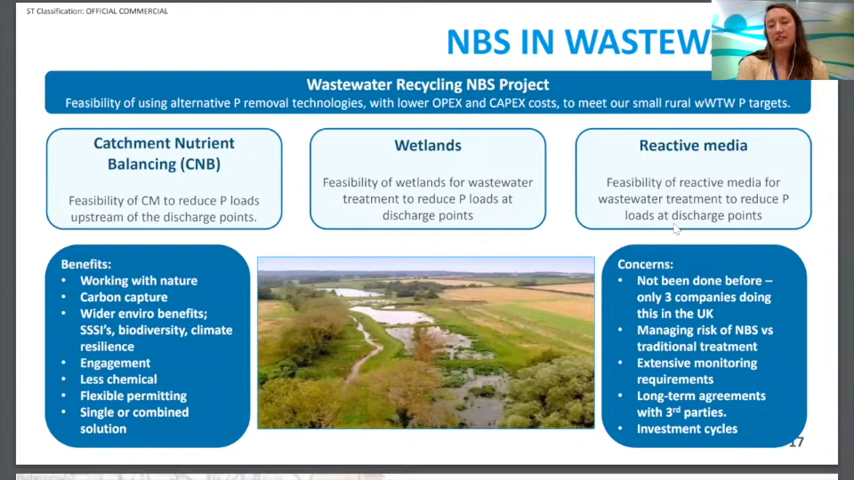 ST Classification: OFFICIAL COMMERCIAL
NBS IN WASTEW
Wastewater Recycling NBS Project
Feasibility of using alternative P removal technologies, with lower OPEX and CAPEX costs, to meet our small rural wWTW P targets.
Catchment Nutrient
Balancing (CNB)
Feasibility of CM to reduce P loads
upstream of the discharge points.
Wetlands
Feasibility of wetlands for wastewater
treatment to reduce P loads at
discharge points
Reactive media
Feasibility of reactive media for
wastewater treatment to reduce P
loads at discharge points
Benefits:
• Working with nature
• Carbon capture
• Wider enviro benefits;
SSSI's, biodiversity, climate
resilience
• Engagement
• Less chemical
• Flexible permitting
• Single or combined
solution
Concerns:
• Not been done before –
only 3 companies doing
this in the UK
• Managing risk of NBS vs
traditional treatment
• Extensive monitoring
requirements
• Long-term agreements
with 3rd parties.
• Investment cycles
17